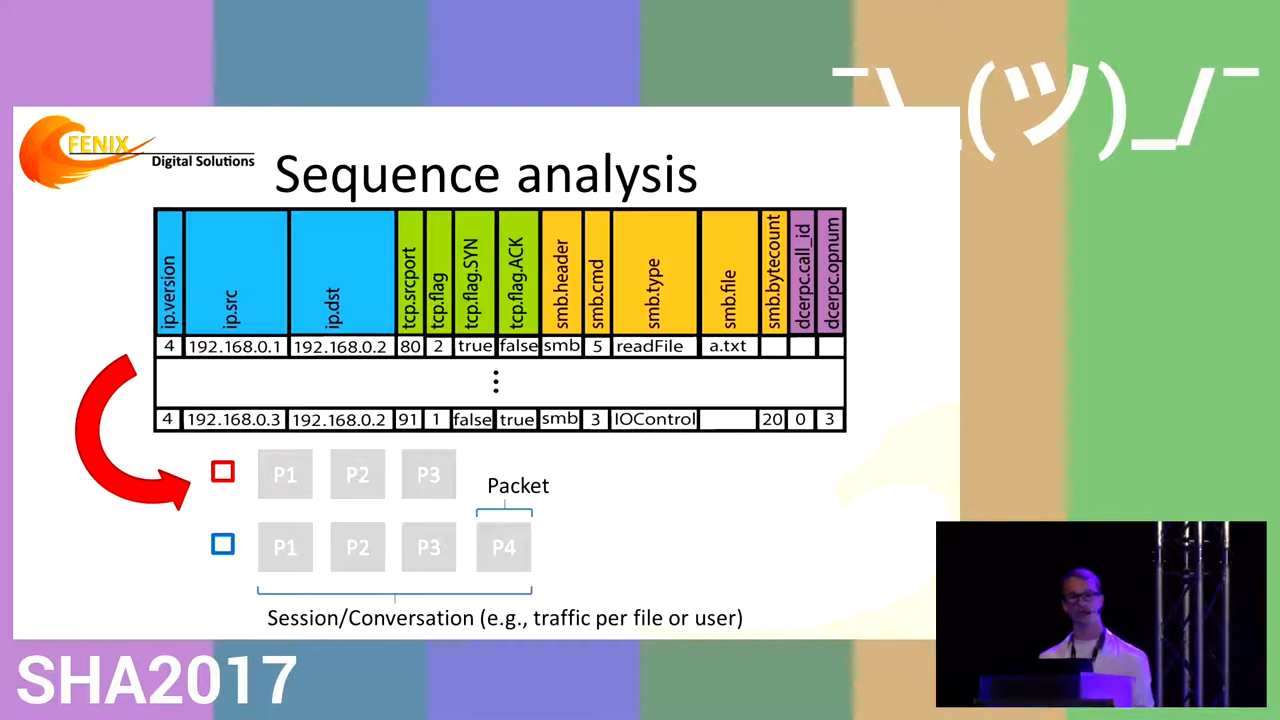 ¯\_(ツ)_/¯
FENIX
Digital Solutions
Sequence analysis
ip.version ip.src ip.dst tcp.srcport tcp.flag tcp.flag.SYN tcp.flag.ACK smb.header smb.cmd smb.type smb.file smb.bytecount dcerpc.call_id dcerpc.opnum
4 192.168.0.1 192.168.0.2 80 2 true false smb 5 readFile a.txt
⋮
4 192.168.0.3 192.168.0.2 91 1 false true smb 3 IOControl 20 0 3
P1 P2 P3
Packet
P1 P2 P3 P4
Session/Conversation (e.g., traffic per file or user)
SHA2017